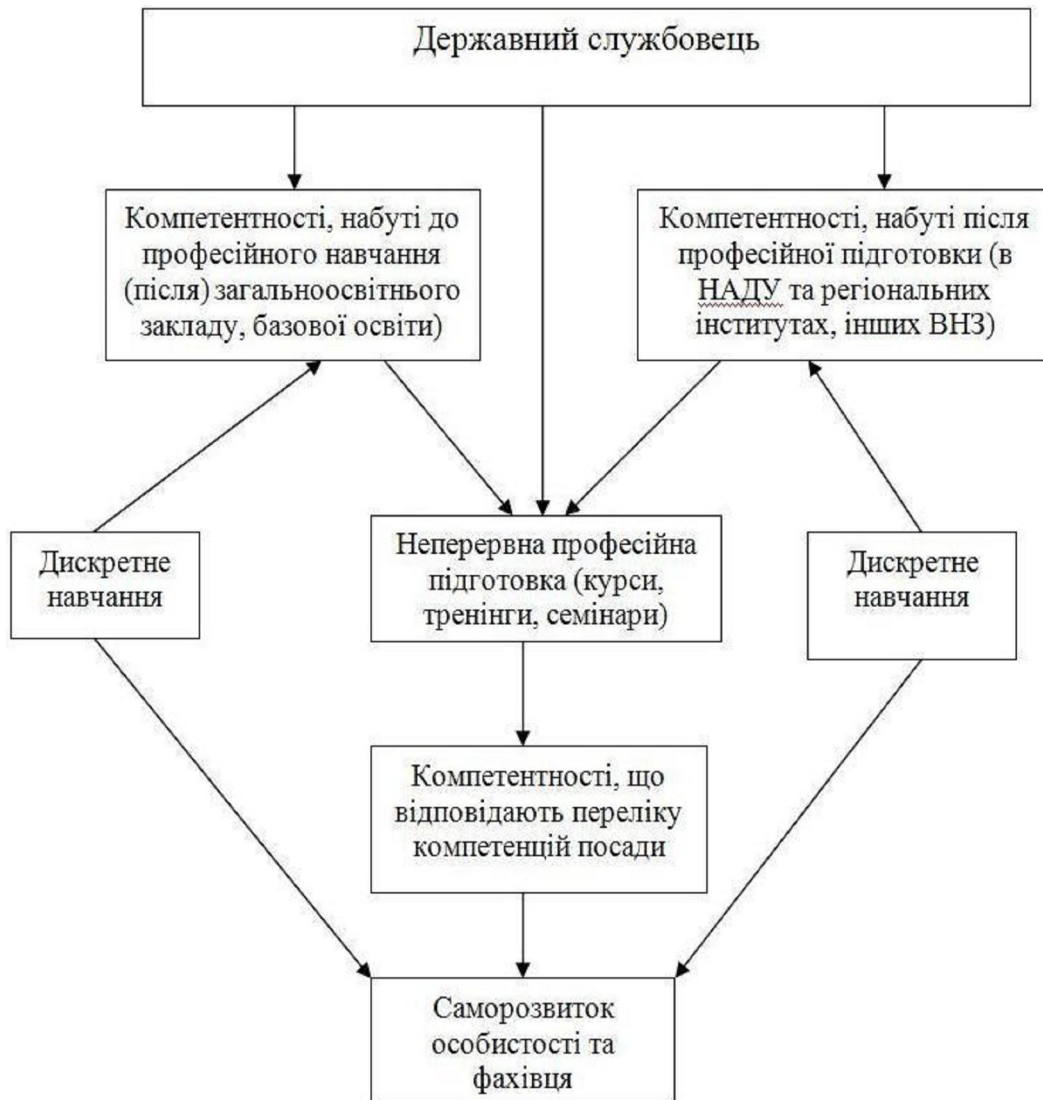 Державний службовець
Компетентності, набуті до
професійного навчання
(після) загальноосвітнього
закладу, базової освіти)
Компетентності, набуті після
професійної підготовки (в
НАДУ та регіональних
інститутах, інших ВНЗ)
Дискретне
навчання
Неперервна професійна
підготовка (курси,
тренінги, семінари)
Дискретне
навчання
Компетентності, що
відповідають переліку
компетенцій посади
Саморозвиток
особистості та
фахівця